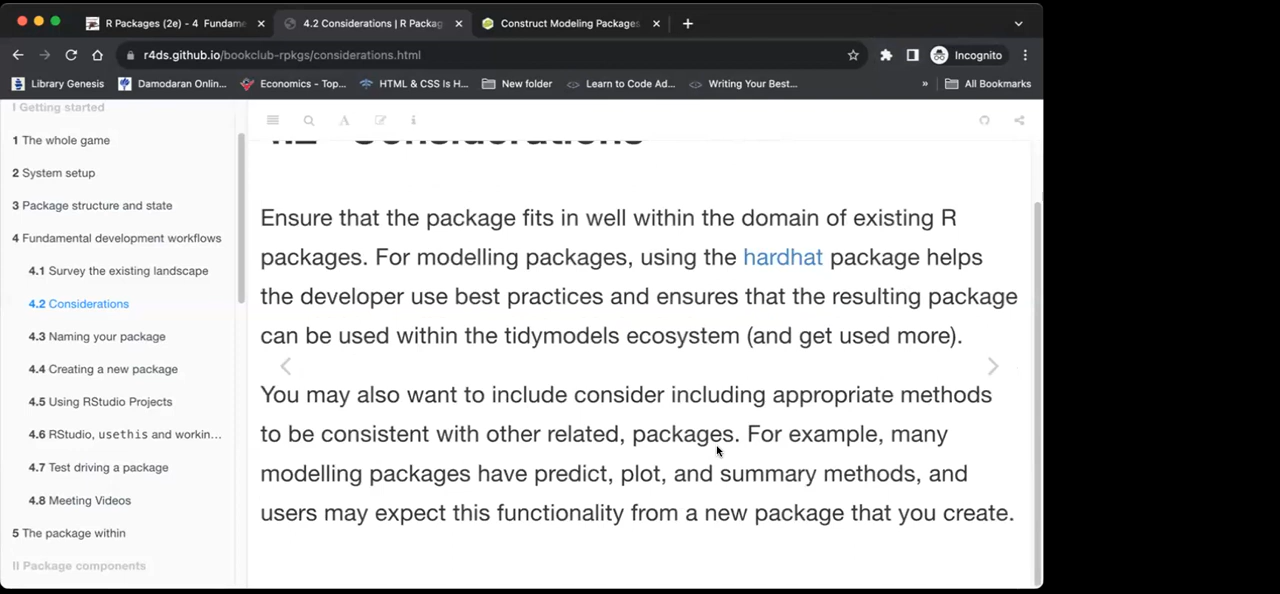 R Packages (2e) - 4 Fundame
4.2 Considerations | R Packag
Construct Modeling Packages
r4ds.github.io/bookclub-rpkgs/considerations.html
Incognito
Library Genesis
Damodaran Onlin...
Economics - Top...
HTML & CSS Is H...
New folder
Learn to Code Ad...
Writing Your Best...
»
All Bookmarks
I Getting started
1 The whole game
2 System setup
3 Package structure and state
4 Fundamental development workflows
4.1 Survey the existing landscape
4.2 Considerations
4.3 Naming your package
4.4 Creating a new package
4.5 Using RStudio Projects
4.6 RStudio, usethis and workin...
4.7 Test driving a package
4.8 Meeting Videos
5 The package within
II Package components
4.2 Considerations
Ensure that the package fits in well within the domain of existing R
packages. For modelling packages, using the hardhat package helps
the developer use best practices and ensures that the resulting package
can be used within the tidymodels ecosystem (and get used more).
You may also want to include consider including appropriate methods
to be consistent with other related, packages. For example, many
modelling packages have predict, plot, and summary methods, and
users may expect this functionality from a new package that you create.